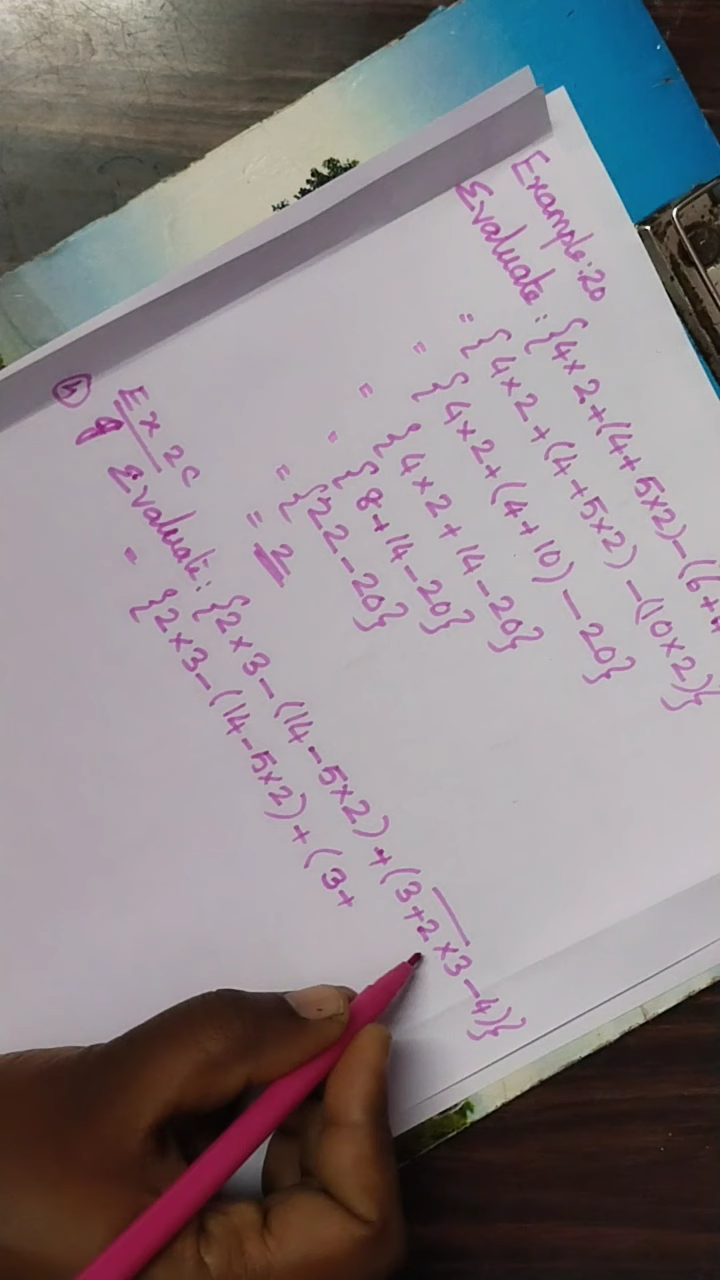 Example: 20
Evaluate: {4×2+(4+5×2)-(6+
= {4×2+(4+5×2)-(10×2)}
= {4×2+(4+10)-20}
= {4×2+14-20}
= {8+14-20}
= {22-20}
= 2
Ex 2C
(h) Evaluate: {2×3-(14-5×2)+(3+2×3-4)}
= {2×3-(14-5×2)+(3+